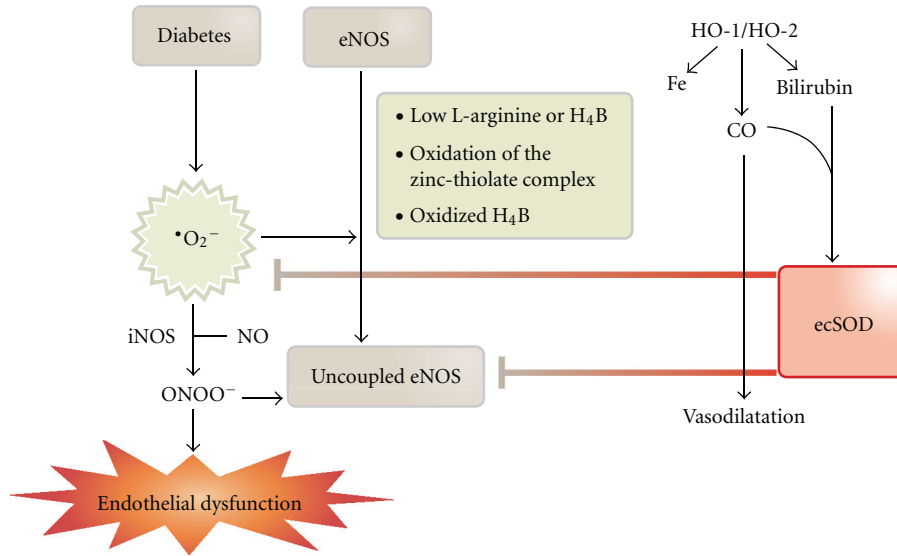 Diabetes
eNOS
HO-1/HO-2
Fe
Bilirubin
CO
• Low L-arginine or H₄B
• Oxidation of the
zinc-thiolate complex
• Oxidized H₄B
•O₂⁻
ecSOD
iNOS
NO
Uncoupled eNOS
ONOO⁻
Vasodilatation
Endothelial dysfunction